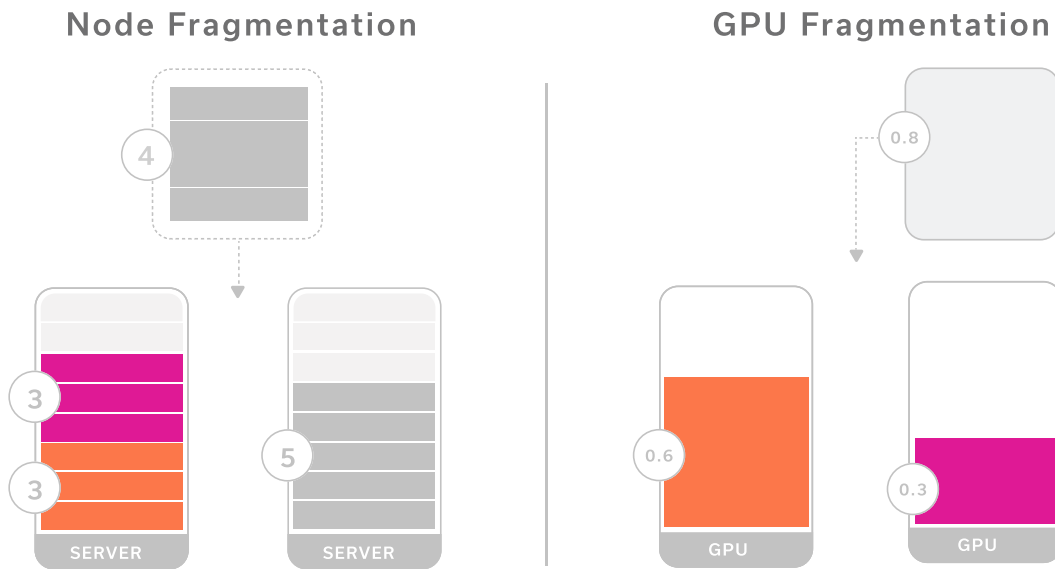 Node Fragmentation
4
3
3
SERVER
5
SERVER
GPU Fragmentation
0.8
0.6
GPU
0.3
GPU